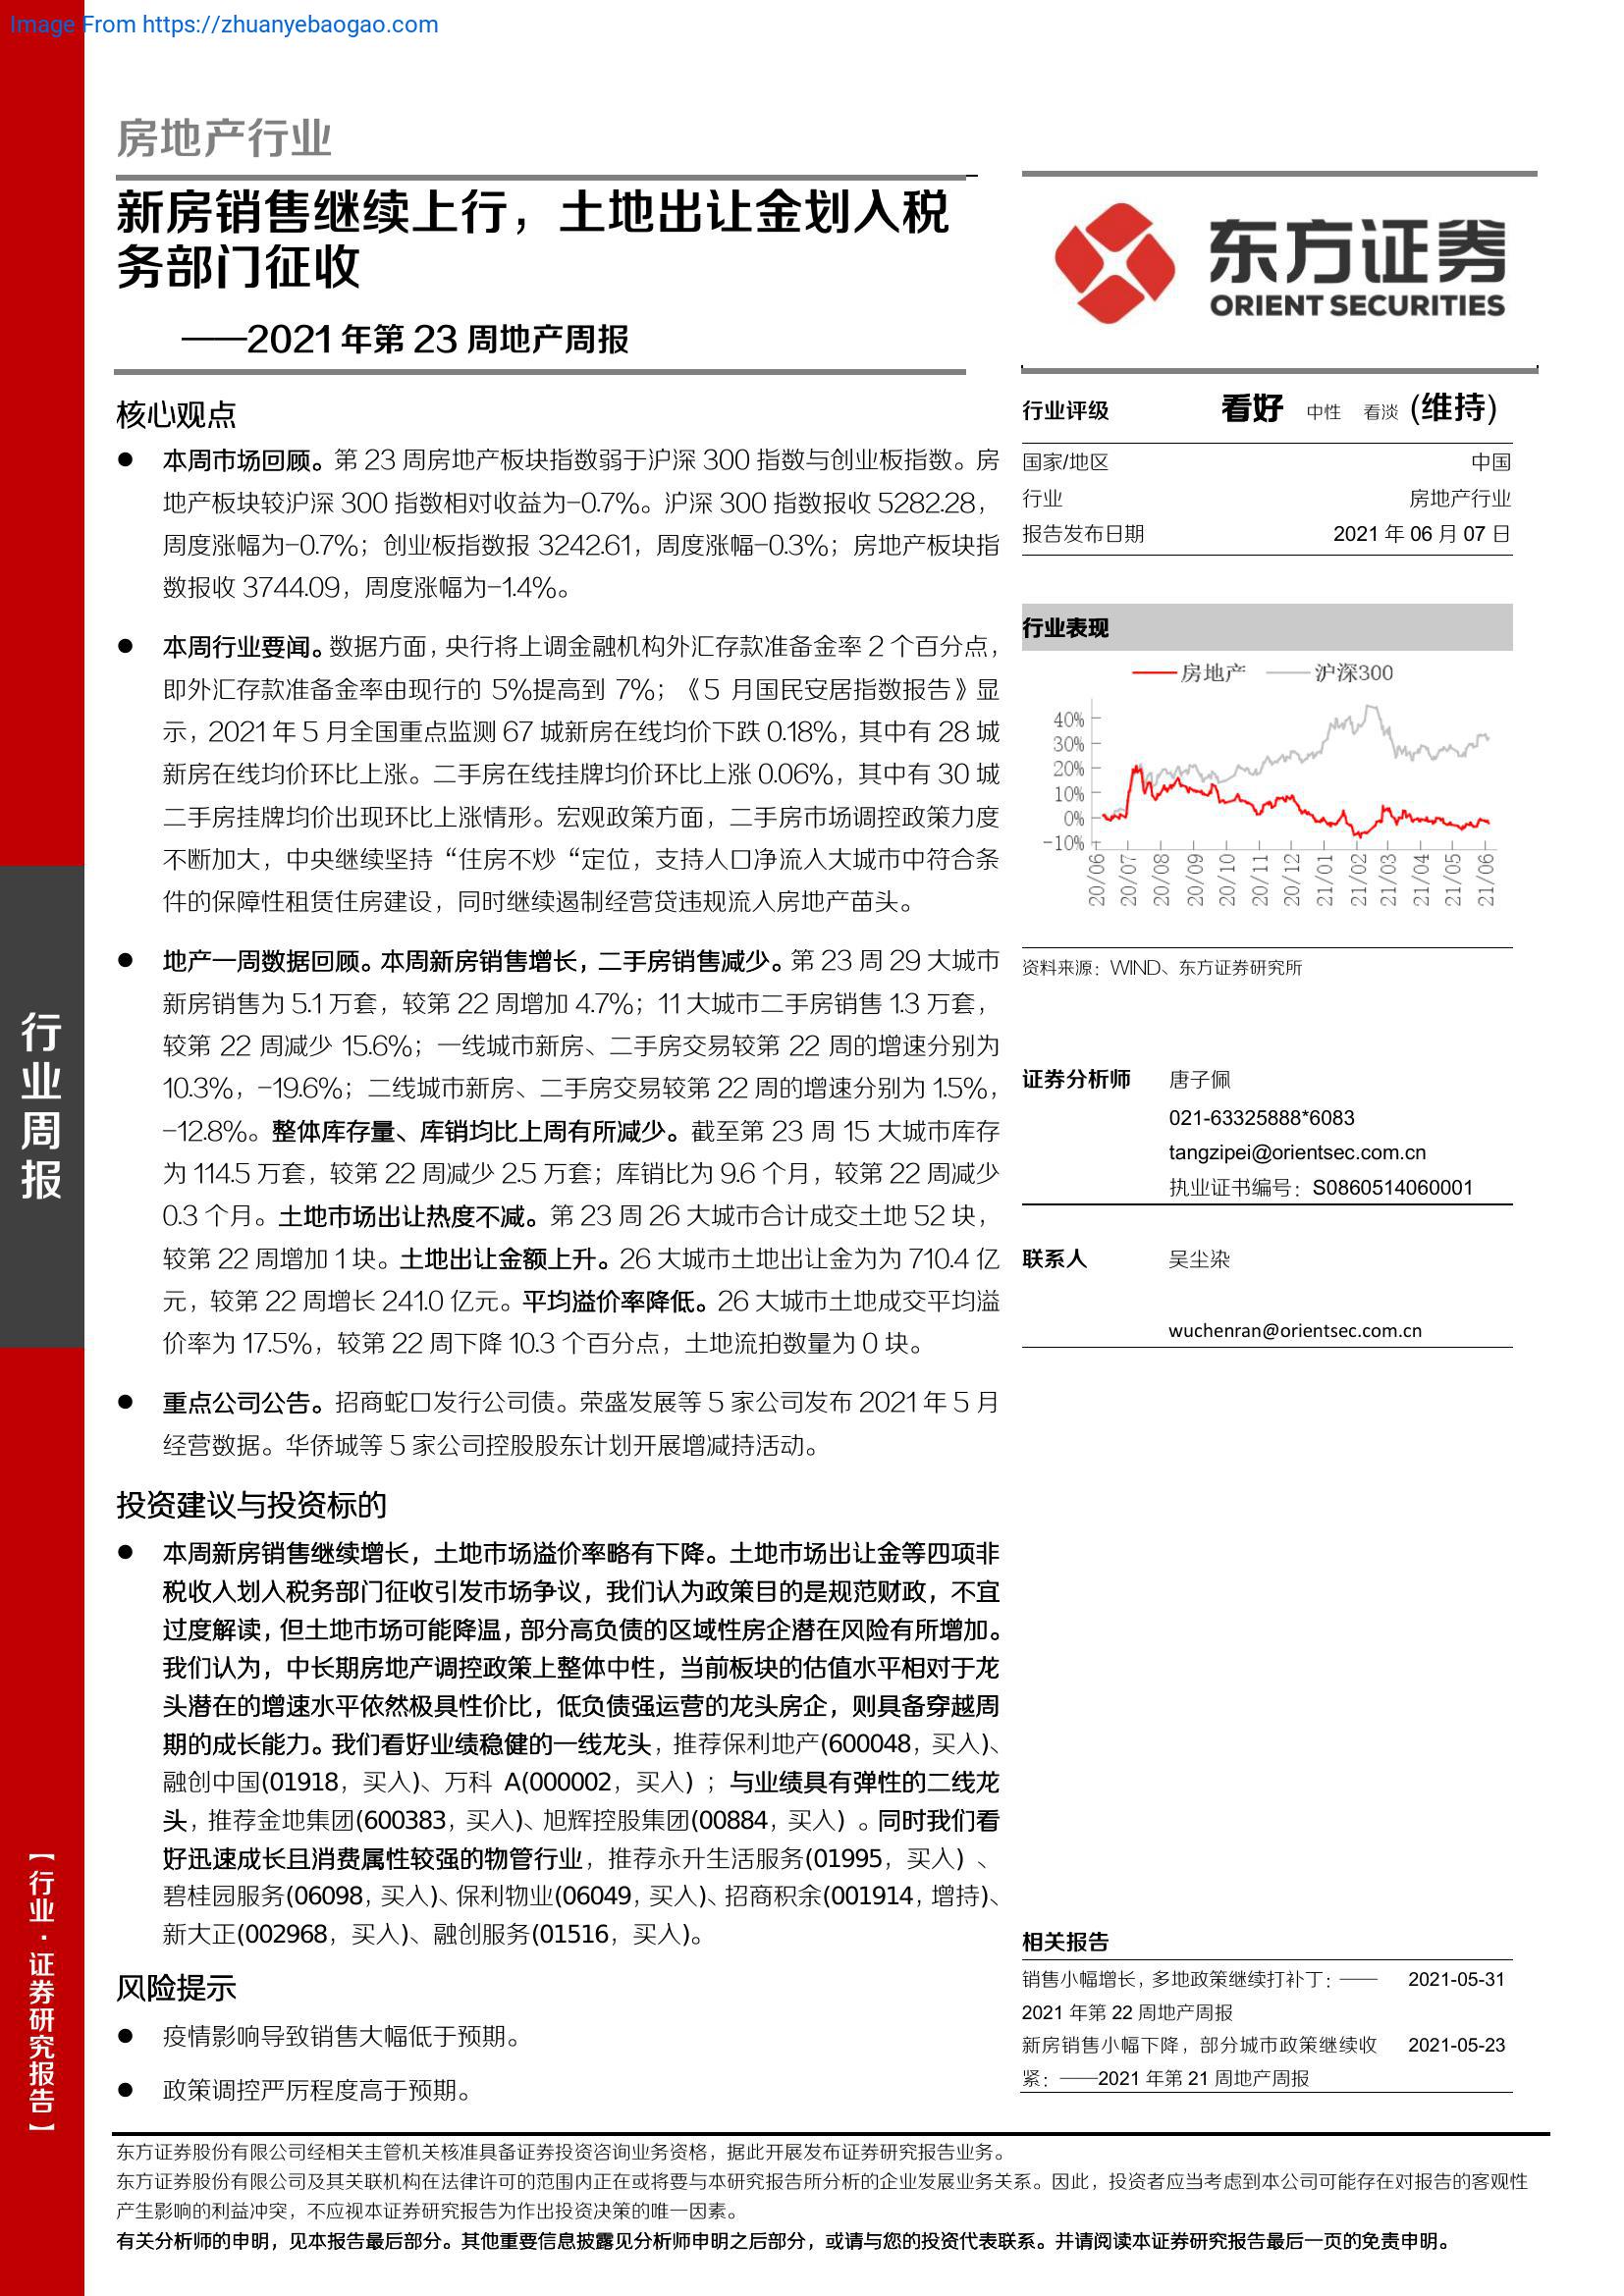 Image From https://zhuanyebaogao.com
房地产行业
新房销售继续上行，土地出让金划入税
务部门征收
——2021 年第 23 周地产周报
东方证券
ORIENT SECURITIES
核心观点
● 本周市场回顾。第 23 周房地产板块指数弱于沪深 300 指数与创业板指数。房
地产板块较沪深 300 指数相对收益为-0.7%。沪深 300 指数报收 5282.28，
周度涨幅为-0.7%；创业板指数报 3242.61，周度涨幅-0.3%；房地产板块指
数报收 3744.09，周度涨幅为-1.4%。
● 本周行业要闻。数据方面，央行将上调金融机构外汇存款准备金率 2 个百分点，
即外汇存款准备金率由现行的 5%提高到 7%；《5 月国民安居指数报告》显
示，2021 年 5 月全国重点监测 67 城新房在线均价下跌 0.18%，其中有 28 城
新房在线均价环比上涨。二手房在线挂牌均价环比上涨 0.06%，其中有 30 城
二手房挂牌均价出现环比上涨情形。宏观政策方面，二手房市场调控政策力度
不断加大，中央继续坚持“住房不炒“定位，支持人口净流入大城市中符合条
件的保障性租赁住房建设，同时继续遏制经营贷违规流入房地产苗头。
● 地产一周数据回顾。本周新房销售增长，二手房销售减少。第 23 周 29 大城市
新房销售为 5.1 万套，较第 22 周增加 4.7%；11 大城市二手房销售 1.3 万套，
较第 22 周减少 15.6%；一线城市新房、二手房交易较第 22 周的增速分别为
10.3%，-19.6%；二线城市新房、二手房交易较第 22 周的增速分别为 1.5%，
-12.8%。整体库存量、库销均比上周有所减少。截至第 23 周 15 大城市库存
为 114.5 万套，较第 22 周减少 2.5 万套；库销比为 9.6 个月，较第 22 周减少
0.3 个月。土地市场出让热度不减。第 23 周 26 大城市合计成交土地 52 块，
较第 22 周增加 1 块。土地出让金额上升。26 大城市土地出让金为为 710.4 亿
元，较第 22 周增长 241.0 亿元。平均溢价率降低。26 大城市土地成交平均溢
价率为 17.5%，较第 22 周下降 10.3 个百分点，土地流拍数量为 0 块。
● 重点公司公告。招商蛇口发行公司债。荣盛发展等 5 家公司发布 2021 年 5 月
经营数据。华侨城等 5 家公司控股股东计划开展增减持活动。
投资建议与投资标的
● 本周新房销售继续增长，土地市场溢价率略有下降。土地市场出让金等四项非
税收入划入税务部门征收引发市场争议，我们认为政策目的是规范财政，不宜
过度解读，但土地市场可能降温，部分高负债的区域性房企潜在风险有所增加。
我们认为，中长期房地产调控政策上整体中性，当前板块的估值水平相对于龙
头潜在的增速水平依然极具性价比，低负债强运营的龙头房企，则具备穿越周
期的成长能力。我们看好业绩稳健的一线龙头，推荐保利地产(600048，买入)、
融创中国(01918，买入)、万科 A(000002，买入) ；与业绩具有弹性的二线龙
头，推荐金地集团(600383，买入)、旭辉控股集团(00884，买入) 。同时我们看
好迅速成长且消费属性较强的物管行业，推荐永升生活服务(01995，买入) 、
碧桂园服务(06098，买入)、保利物业(06049，买入)、招商积余(001914，增持)、
新大正(002968，买入)、融创服务(01516，买入)。
风险提示
● 疫情影响导致销售大幅低于预期。
● 政策调控严厉程度高于预期。
行业评级 看好 中性 看淡 (维持)
国家/地区 中国
行业 房地产行业
报告发布日期 2021 年 06 月 07 日
行业表现
房地产 沪深300
40%
30%
20%
10%
0%
-10%
20/06 20/07 20/08 20/09 20/10 20/11 20/12 21/01 21/02 21/03 21/04 21/05 21/06
资料来源：WIND、东方证券研究所
证券分析师 唐子佩
021-63325888*6083
tangzipei@orientsec.com.cn
执业证书编号：S0860514060001
联系人 吴尘染
wuchenran@orientsec.com.cn
相关报告
销售小幅增长，多地政策继续打补丁：—— 2021-05-31
2021 年第 22 周地产周报
新房销售小幅下降，部分城市政策继续收 2021-05-23
紧：——2021 年第 21 周地产周报
行业周报
【行业·证券研究报告】
东方证券股份有限公司经相关主管机关核准具备证券投资咨询业务资格，据此开展发布证券研究报告业务。
东方证券股份有限公司及其关联机构在法律许可的范围内正在或将要与本研究报告所分析的企业发展业务关系。因此，投资者应当考虑到本公司可能存在对报告的客观性
产生影响的利益冲突，不应视本证券研究报告为作出投资决策的唯一因素。
有关分析师的申明，见本报告最后部分。其他重要信息披露见分析师申明之后部分，或请与您的投资代表联系。并请阅读本证券研究报告最后一页的免责申明。